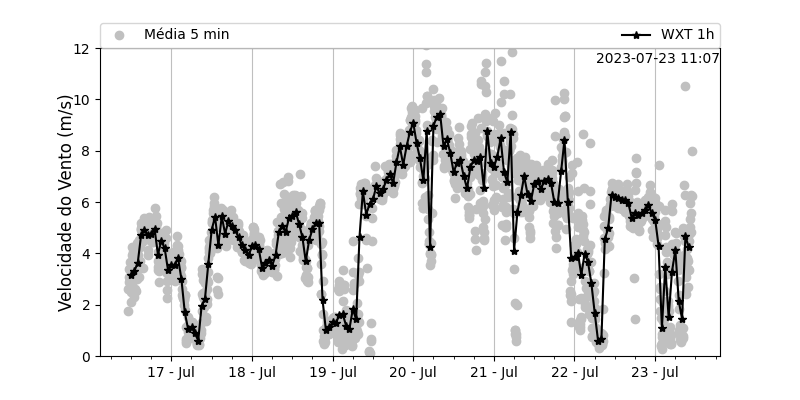 Média 5 min
WXT 1h
2023-07-23 11:07
Velocidade do Vento (m/s)
12
10
8
6
4
2
0
17 - Jul
18 - Jul
19 - Jul
20 - Jul
21 - Jul
22 - Jul
23 - Jul